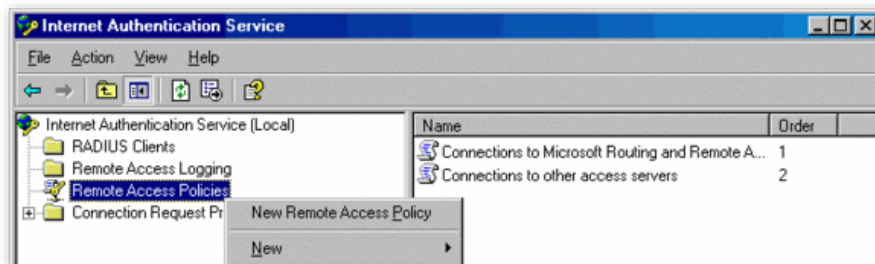 Internet Authentication Service
File Action View Help
Internet Authentication Service (Local)
RADIUS Clients
Remote Access Logging
Remote Access Policies
Connection Request Pr
Name Order
Connections to Microsoft Routing and Remote A... 1
Connections to other access servers 2
New Remote Access Policy
New